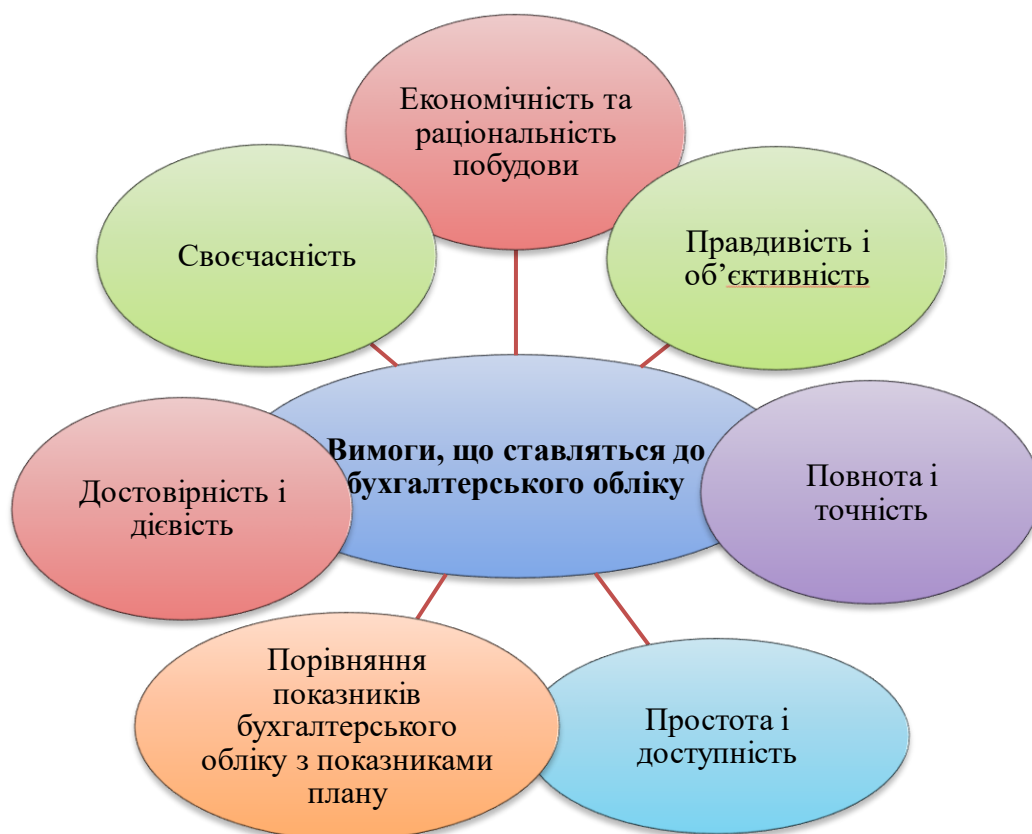 Економічність та
раціональність
побудови
Своєчасність
Правдивість і
об’єктивність
Вимоги, що ставляться до
бухгалтерського обліку
Достовірність і
дієвість
Повнота і
точність
Порівняння
показників
бухгалтерського
обліку з показниками
плану
Простота і
доступність